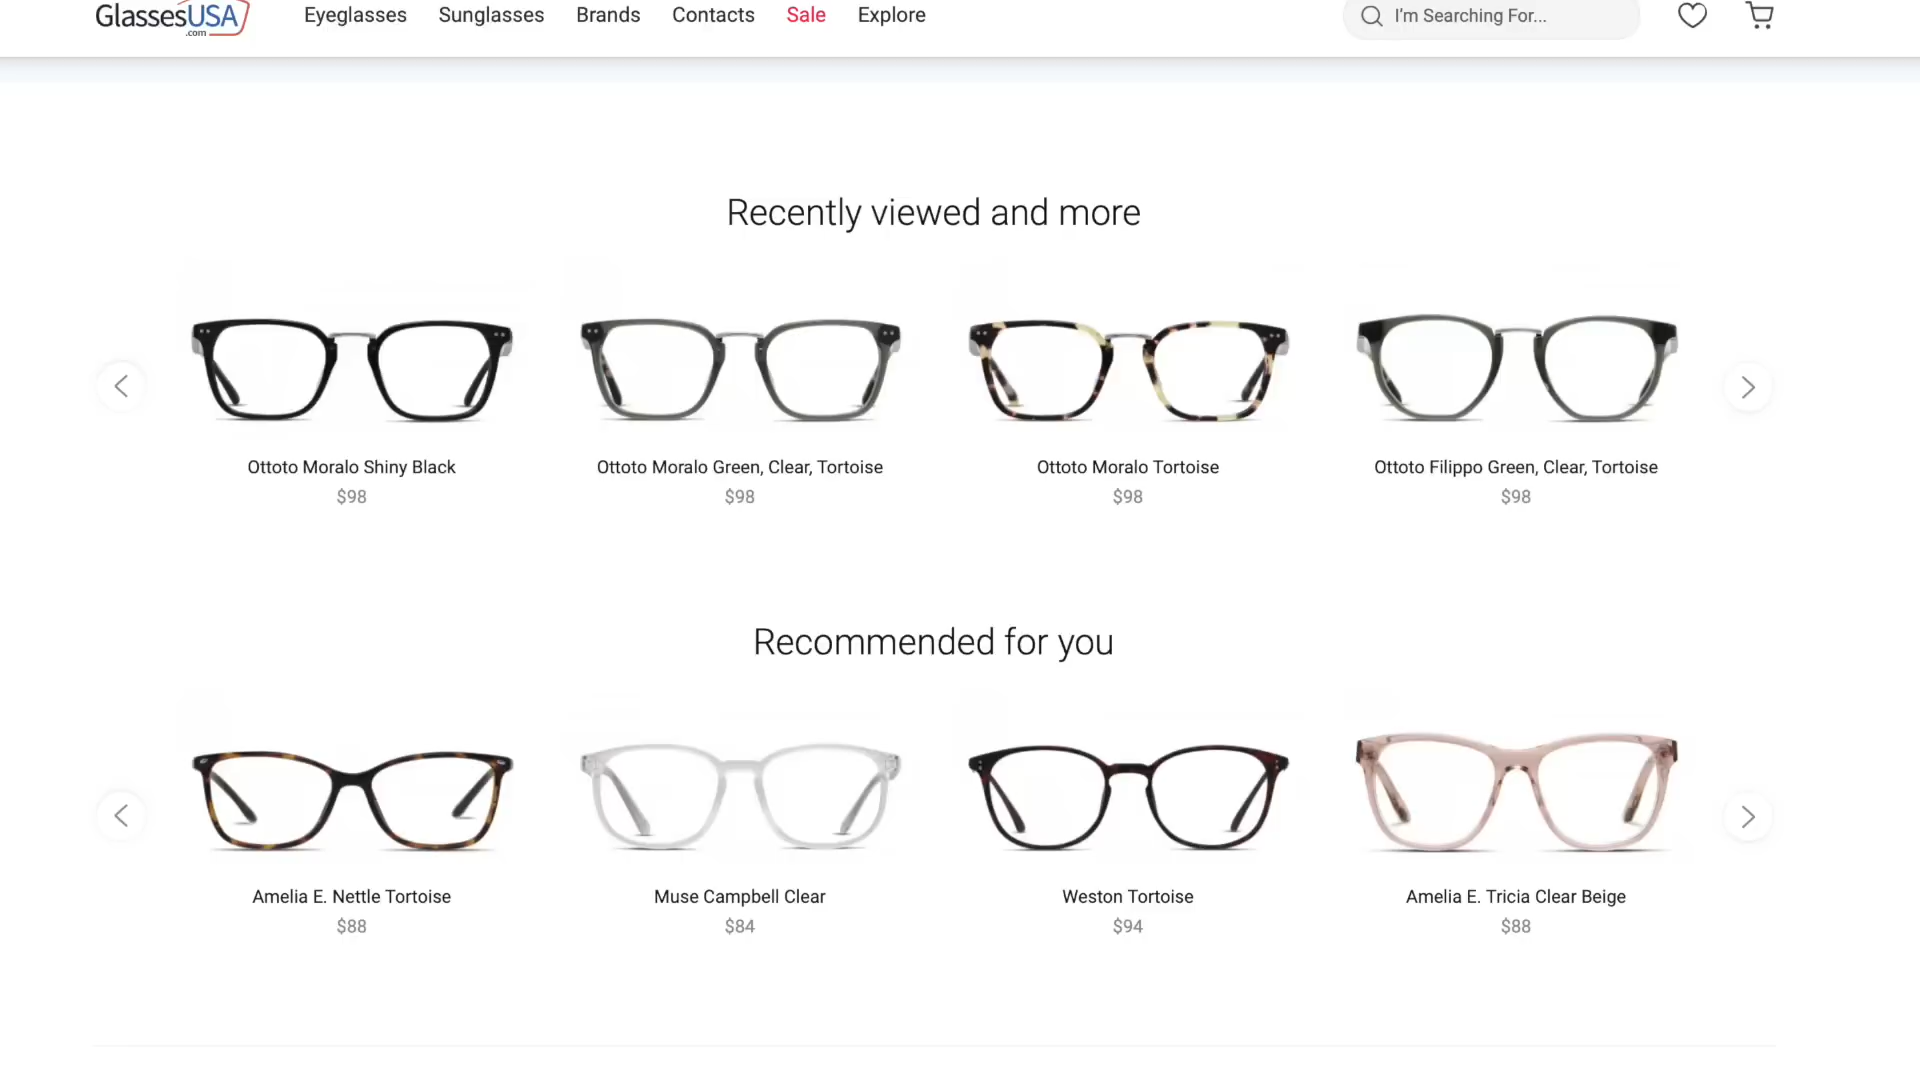 GlassesUSA
.com
Eyeglasses Sunglasses Brands Contacts Sale Explore
I'm Searching For...
Recently viewed and more
Ottoto Moralo Shiny Black
$98
Ottoto Moralo Green, Clear, Tortoise
$98
Ottoto Moralo Tortoise
$98
Ottoto Filippo Green, Clear, Tortoise
$98
Recommended for you
Amelia E. Nettle Tortoise
$88
Muse Campbell Clear
$84
Weston Tortoise
$94
Amelia E. Tricia Clear Beige
$88